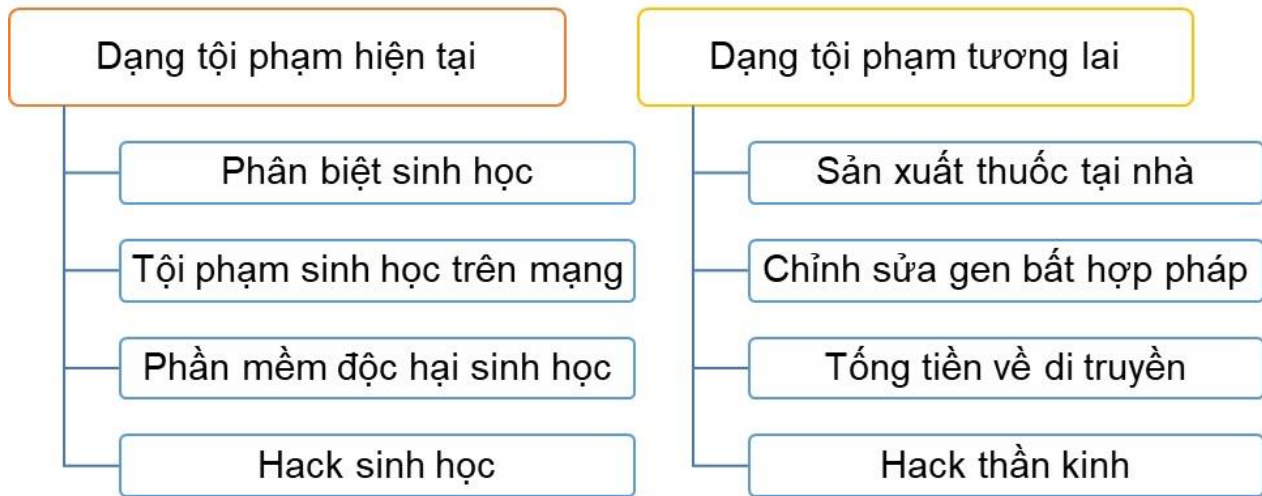 Dạng tội phạm hiện tại
Phân biệt sinh học
Tội phạm sinh học trên mạng
Phần mềm độc hại sinh học
Hack sinh học
Dạng tội phạm tương lai
Sản xuất thuốc tại nhà
Chỉnh sửa gen bất hợp pháp
Tống tiền về di truyền
Hack thần kinh